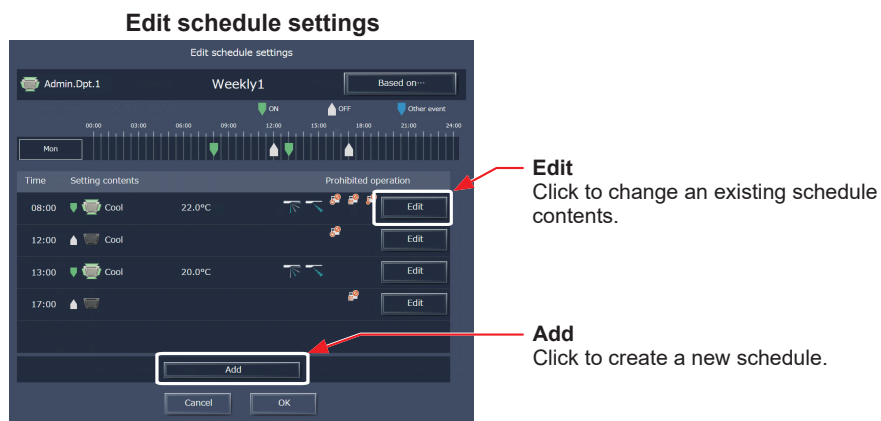 Edit schedule settings
Edit schedule settings
Admin.Dpt.1 Weekly1 Based on···
ON OFF Other event
00:00 03:00 06:00 09:00 12:00 15:00 18:00 21:00 24:00
Mon
Time Setting contents Prohibited operation
08:00 Cool 22.0°C Edit
12:00 Cool Edit
13:00 Cool 20.0°C Edit
17:00 Edit
Add
Cancel OK
Edit
Click to change an existing schedule
contents.
Add
Click to create a new schedule.